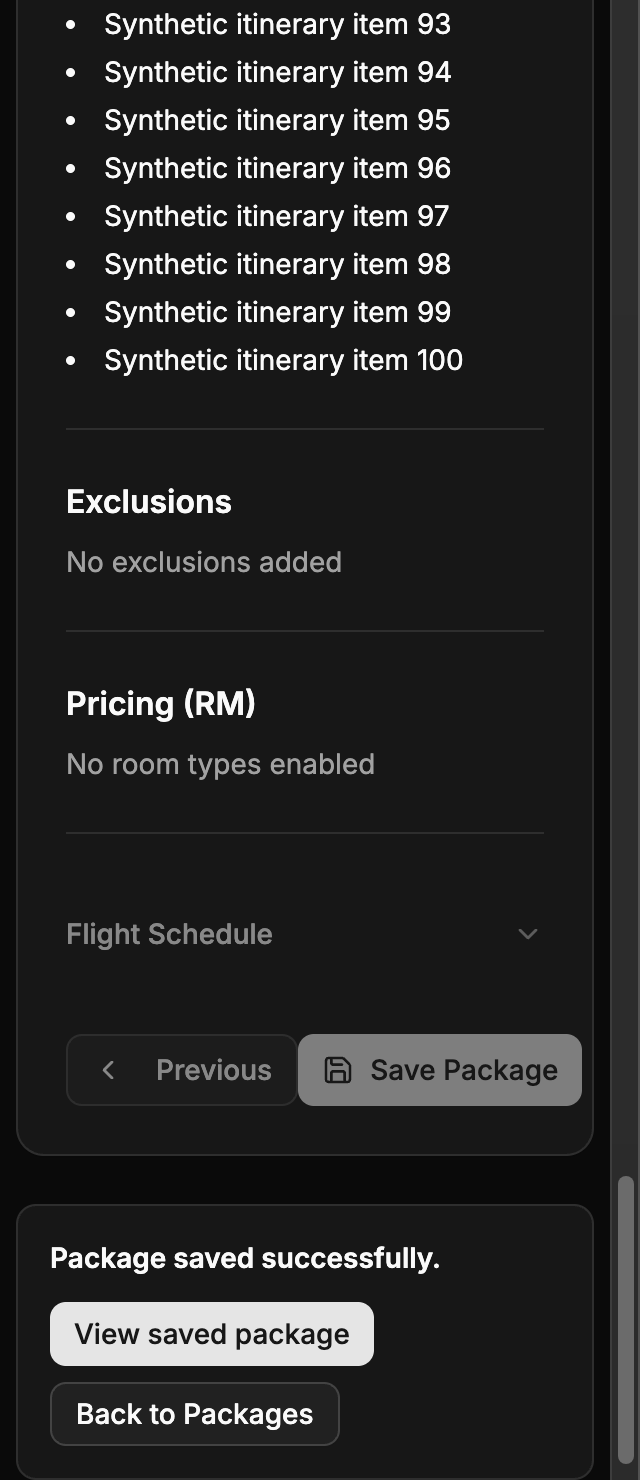 Synthetic itinerary item 93
Synthetic itinerary item 94
Synthetic itinerary item 95
Synthetic itinerary item 96
Synthetic itinerary item 97
Synthetic itinerary item 98
Synthetic itinerary item 99
Synthetic itinerary item 100
Exclusions
No exclusions added
Pricing (RM)
No room types enabled
Flight Schedule
Previous
Save Package
Package saved successfully.
View saved package
Back to Packages